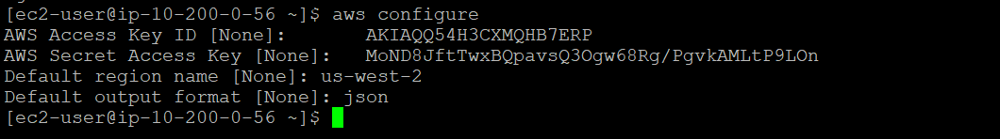 [ec2-user@ip-10-200-0-56 ~]$ aws configure
AWS Access Key ID [None]: AKIAQQ54H3CXMQHB7ERP
AWS Secret Access Key [None]: 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
Default region name [None]: us-west-2
Default output format [None]: json
[ec2-user@ip-10-200-0-56 ~]$